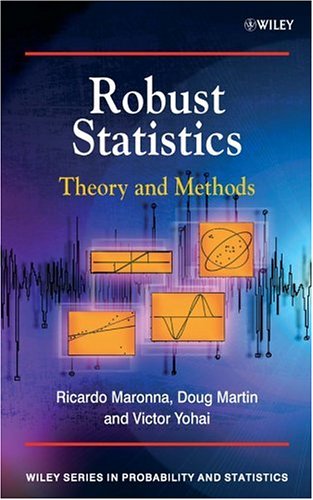 WILEY
Robust
Statistics
Theory and Methods
Ricardo Maronna, Doug Martin
and Victor Yohai
WILEY SERIES IN PROBABILITY AND STATISTICS